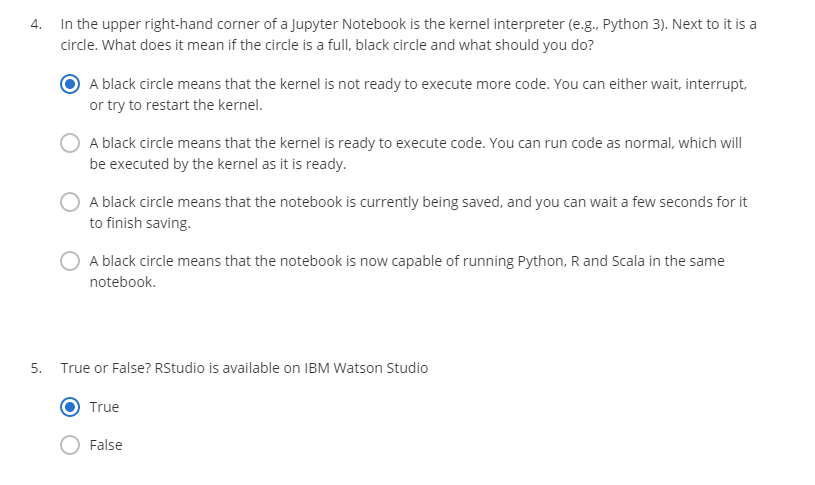 4. In the upper right-hand corner of a Jupyter Notebook is the kernel interpreter (e.g., Python 3). Next to it is a
circle. What does it mean if the circle is a full, black circle and what should you do?
A black circle means that the kernel is not ready to execute more code. You can either wait, interrupt,
or try to restart the kernel.
A black circle means that the kernel is ready to execute code. You can run code as normal, which will
be executed by the kernel as it is ready.
A black circle means that the notebook is currently being saved, and you can wait a few seconds for it
to finish saving.
A black circle means that the notebook is now capable of running Python, R and Scala in the same
notebook.
5. True or False? RStudio is available on IBM Watson Studio
True
False